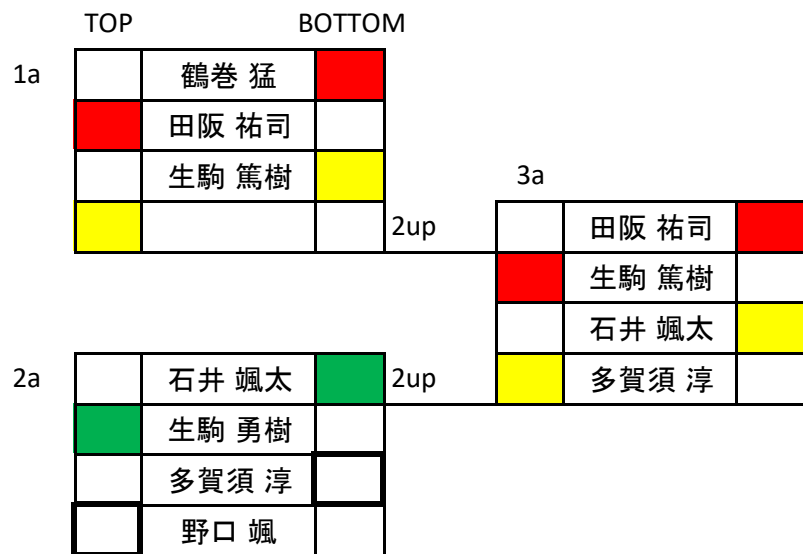 TOP BOTTOM
1a 鶴巻 猛
田阪 祐司
生駒 篤樹
2up
2a 石井 颯太 2up
生駒 勇樹
多賀須 淳
野口 颯
3a
田阪 祐司
生駒 篤樹
石井 颯太
多賀須 淳